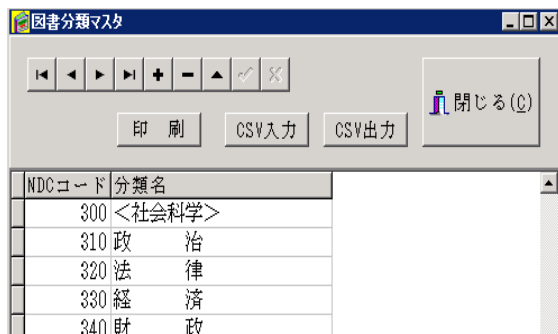 図書分類マスタ
閉じる(C)
印　刷 CSV入力 CSV出力
NDCコード 分類名
300 <社会科学>
310 政　　治
320 法　　律
330 経　　済
340 財　　政